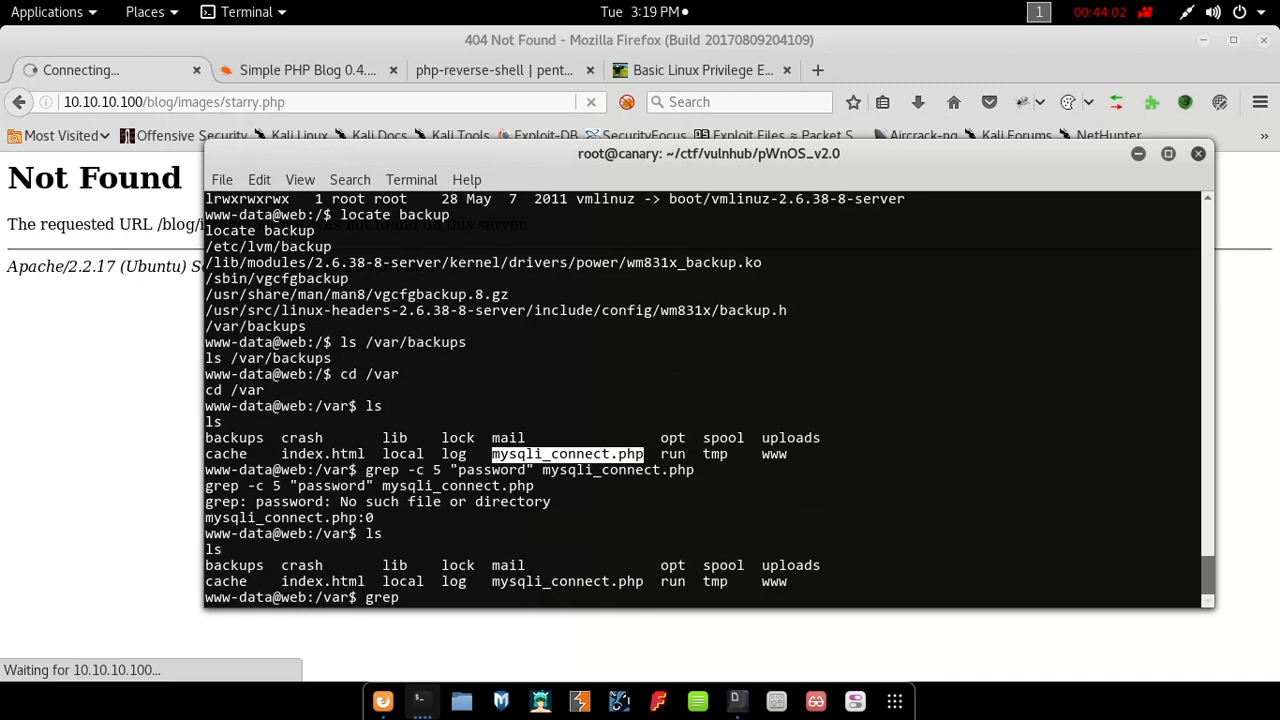 Applications Places Terminal Tue 3:19 PM 1 00:44:02
404 Not Found - Mozilla Firefox (Build 20170809204109)
Connecting... Simple PHP Blog 0.4.... php-reverse-shell | pent... Basic Linux Privilege E...
10.10.10.100/blog/images/starry.php Search
Most Visited Offensive Security Kali Linux Kali Docs Kali Tools Exploit-DB SecurityFocus Exploit Files ≈ Packet S Aircrack-ng Kali Forums NetHunter »
root@canary: ~/ctf/vulnhub/pWnOS_v2.0
File Edit View Search Terminal Help
Not Found
The requested URL /blog/i was not found on this server
Apache/2.2.17 (Ubuntu) S
lrwxrwxrwx 1 root root 28 May 7 2011 vmlinuz -> boot/vmlinuz-2.6.38-8-server
www-data@web:/$ locate backup
locate backup
/etc/lvm/backup
/lib/modules/2.6.38-8-server/kernel/drivers/power/wm831x_backup.ko
/sbin/vgcfgbackup
/usr/share/man/man8/vgcfgbackup.8.gz
/usr/src/linux-headers-2.6.38-8-server/include/config/wm831x/backup.h
/var/backups
www-data@web:/$ ls /var/backups
ls /var/backups
www-data@web:/$ cd /var
cd /var
www-data@web:/var$ ls
ls
backups crash lib lock mail opt spool uploads
cache index.html local log mysqli_connect.php run tmp www
www-data@web:/var$ grep -c 5 "password" mysqli_connect.php
grep -c 5 "password" mysqli_connect.php
grep: password: No such file or directory
mysqli_connect.php:0
www-data@web:/var$ ls
ls
backups crash lib lock mail opt spool uploads
cache index.html local log mysqli_connect.php run tmp www
www-data@web:/var$ grep
Waiting for 10.10.10.100...